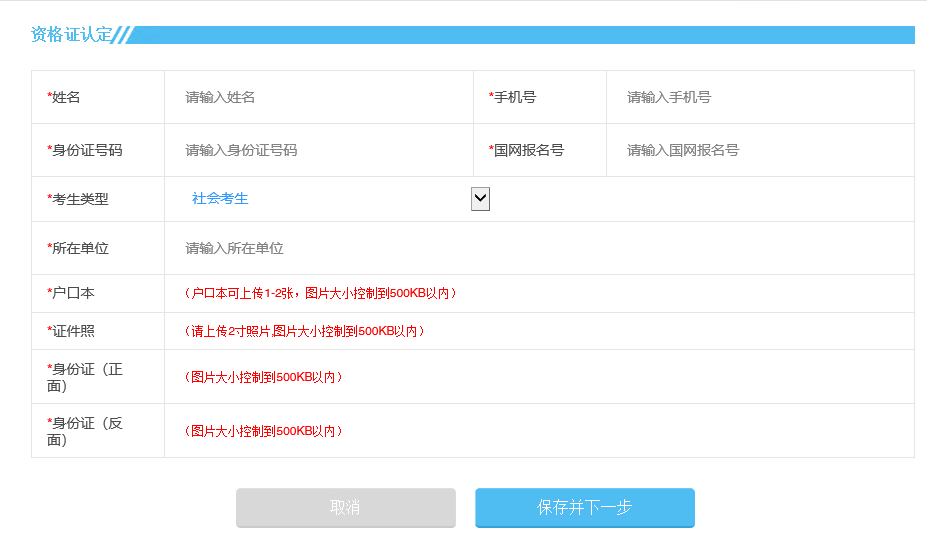 资格证认定
*姓名 请输入姓名 *手机号 请输入手机号
*身份证号码 请输入身份证号码 *国网报名号 请输入国网报名号
*考生类型 社会考生
*所在单位 请输入所在单位
*户口本 （户口本可上传1-2张，图片大小控制到500KB以内）
*证件照 （请上传2寸照片,图片大小控制到500KB以内）
*身份证（正
面） （图片大小控制到500KB以内）
*身份证（反
面） （图片大小控制到500KB以内）
取消 保存并下一步